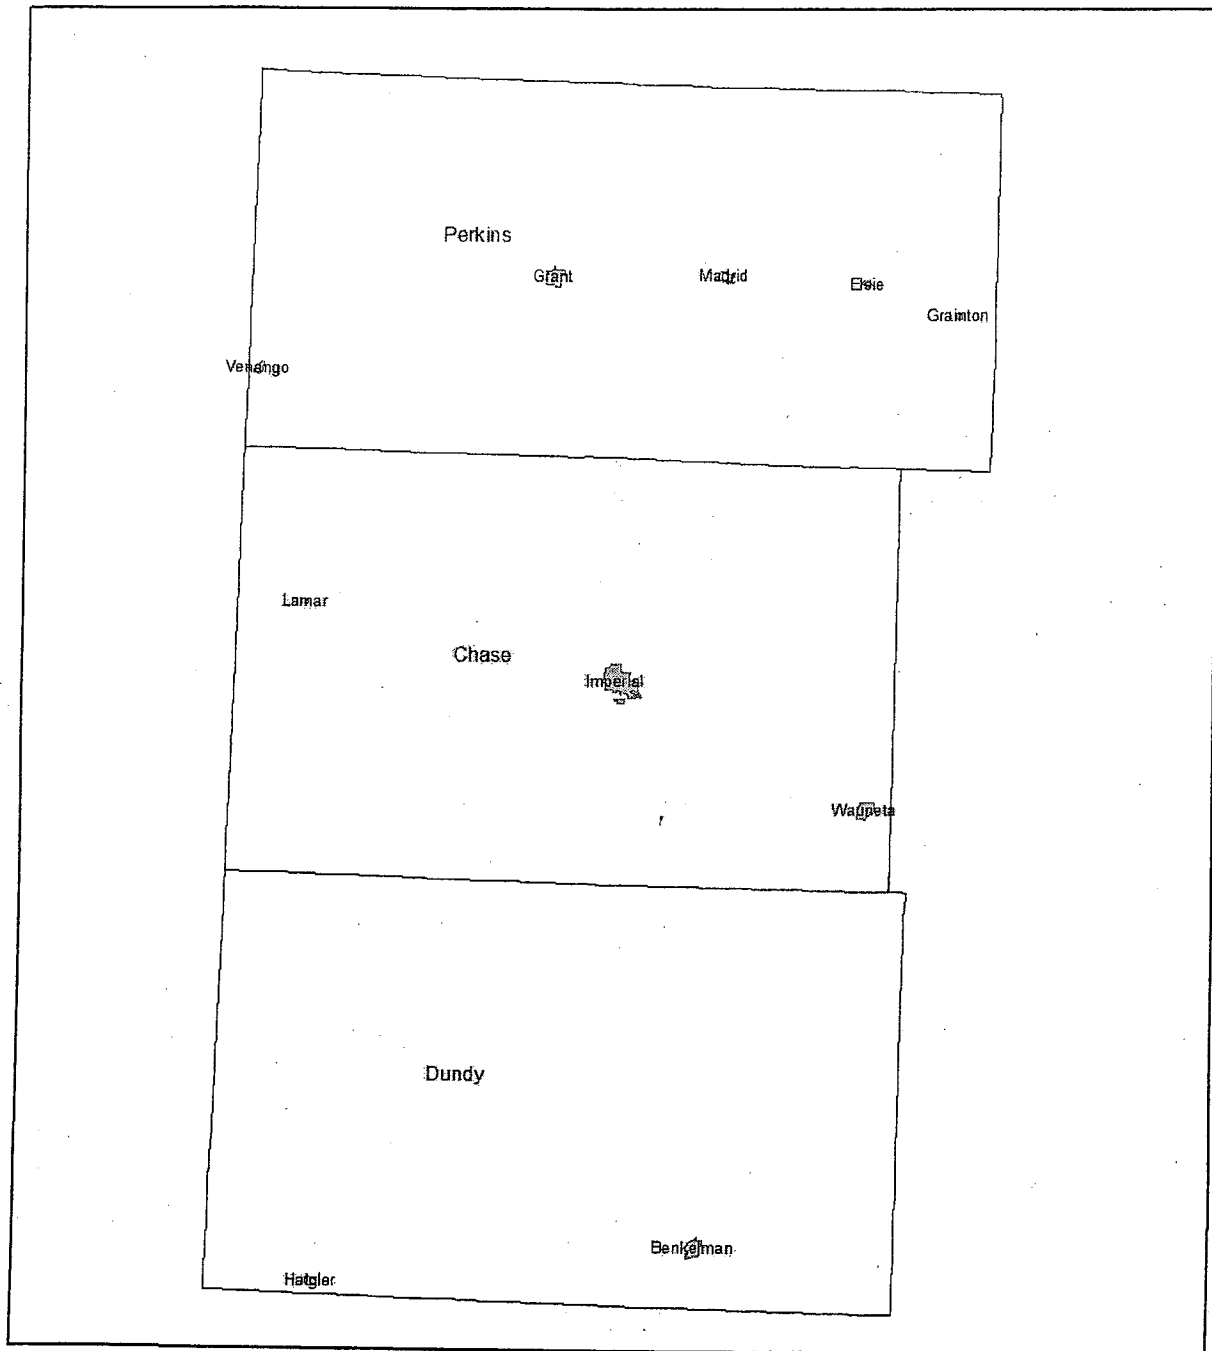 Perkins
Grant
Madrid
Elsie
Grainton
Venango
Lamar
Chase
Imperial
Wauneta
Dundy
Benkelman
Haigler